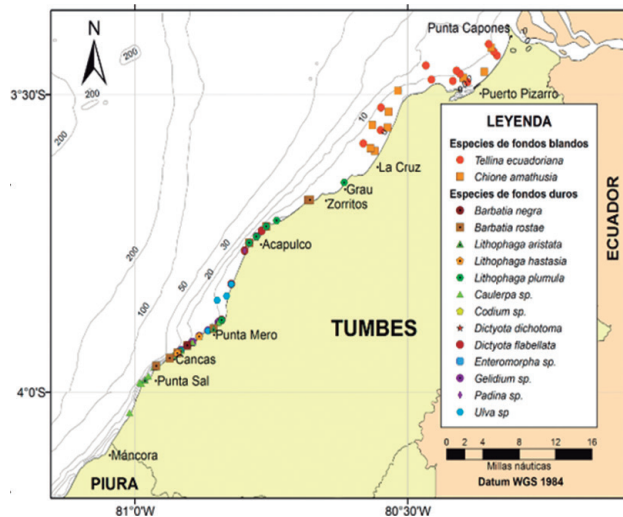 Punta Capones
N
200
200
200
200
3°30'S
Puerto Pizarro
10
La Cruz
Grau
Zorritos
Acapulco
30
20
50
100
200
10
Punta Mero
Cancas
Punta Sal
4°0'S
Máncora
PIURA
TUMBES
ECUADOR
LEYENDA
Especies de fondos blandos
Tellina ecuadoriana
Chione amathusia
Especies de fondos duros
Barbatia negra
Barbatia rostae
Lithophaga aristata
Lithophaga hastasia
Lithophaga plumula
Caulerpa sp.
Codium sp.
Dictyota dichotoma
Dictyota flabellata
Enteromorpha sp.
Gelidium sp.
Padina sp.
Ulva sp
0 2 4 8 12 16
Millas náuticas
Datum WGS 1984
81°0'W
80°30'W